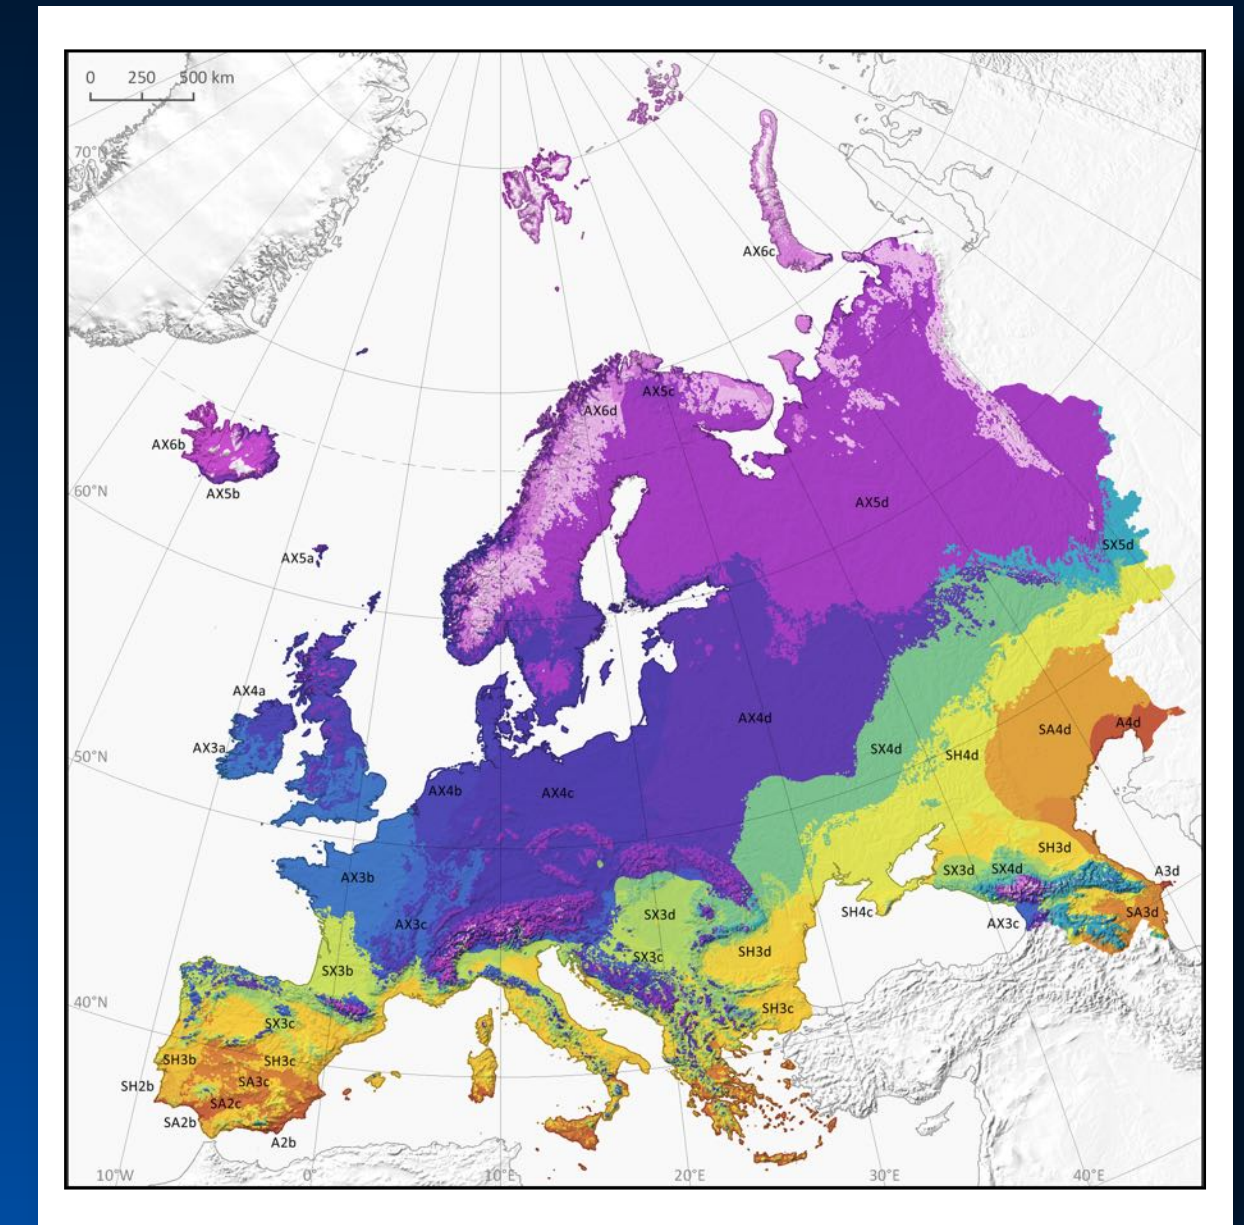 0 250 500 km
70°N
AX6c
AX5c
AX6d
AX6b
60°N
AX5b
AX5d
SX5d
AX5a
AX4a
AX4d
A4d
SA4d
AX3a
SX4d
50°N
SH4d
AX4b
AX4c
SH3d
SX3d
SX4d
A3d
AX3b
SH4c
SA3d
SX3d
AX3c
AX3c
SH3d
SX3c
SX3b
40°N
SH3c
SX3c
SH3b
SH3c
SH2b
SA3c
SA2c
SA2b
A2b
10°W
0°
10°E
20°E
30°E
40°E